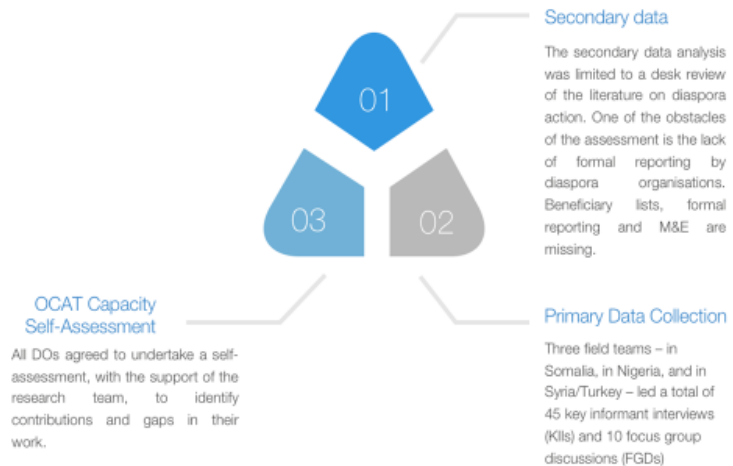 01
Secondary data
The secondary data analysis
was limited to a desk review
of the literature on diaspora
action. One of the obstacles
of the assessment is the lack
of formal reporting by
diaspora organisations.
Beneficiary lists, formal
reporting and M&E are
missing.
02
Primary Data Collection
Three field teams – in
Somalia, in Nigeria, and in
Syria/Turkey – led a total of
45 key informant interviews
(KIIs) and 10 focus group
discussions (FGDs)
03
OCAT Capacity
Self-Assessment
All DOs agreed to undertake a self-
assessment, with the support of the
research team, to identify
contributions and gaps in their
work.